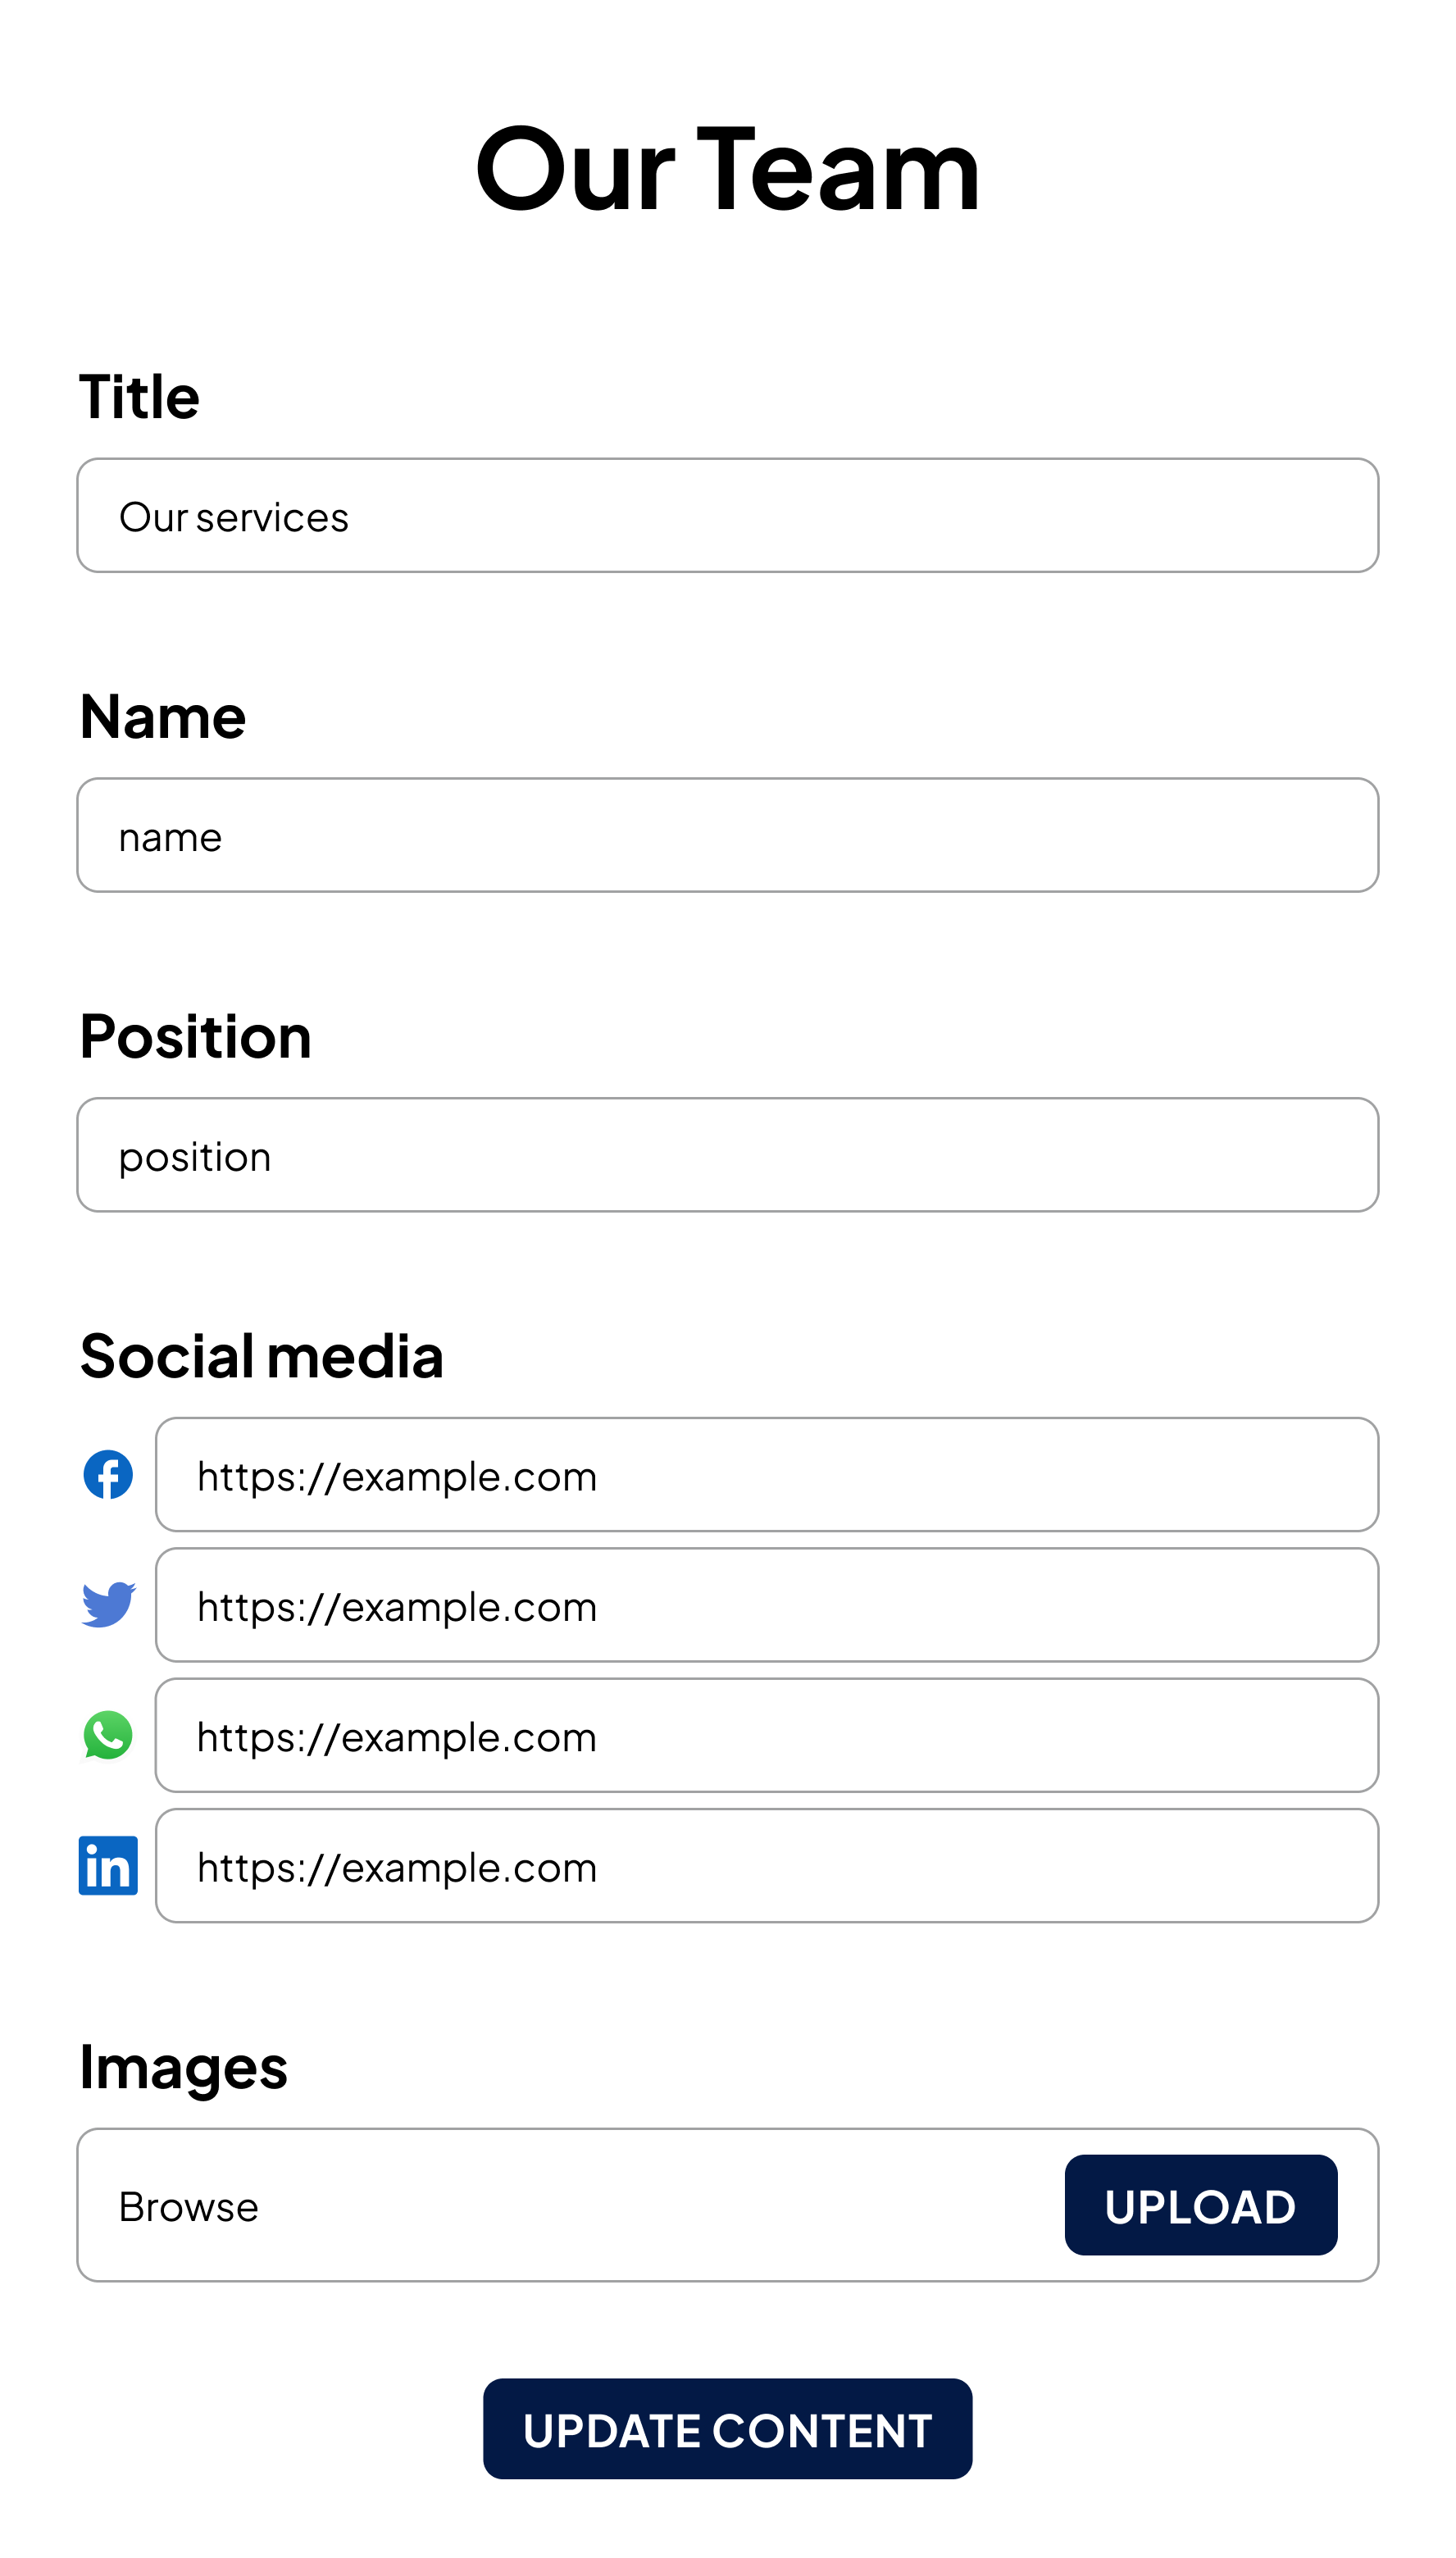 Our Team
Title
Our services
Name
name
Position
position
Social media
https://example.com
https://example.com
https://example.com
in
https://example.com
Images
Browse
UPLOAD
UPDATE CONTENT